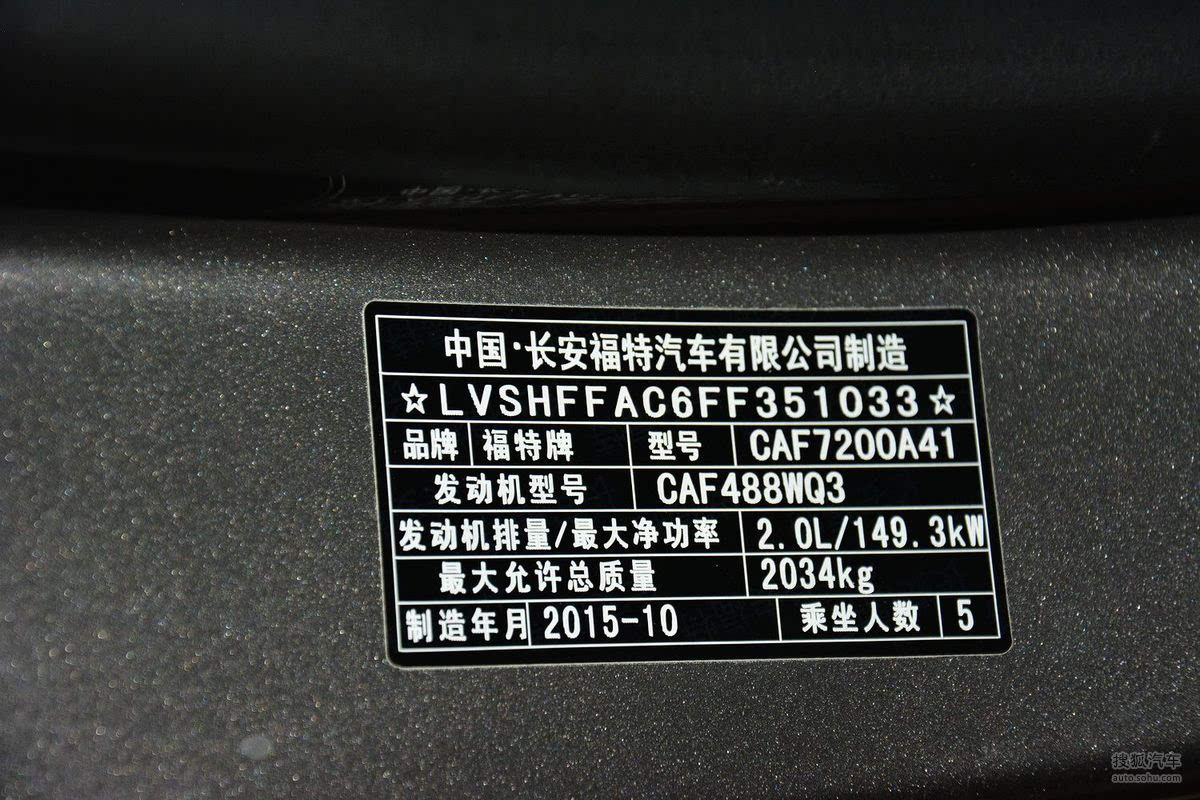 中国·长安福特汽车有限公司制造
☆LVSHFFAC6FF351033☆
品牌 福特牌 型号 CAF7200A41
发动机型号 CAF488WQ3
发动机排量/最大净功率 2.0L/149.3kW
最大允许总质量 2034kg
制造年月 2015-10 乘坐人数 5
搜狐汽车
auto.sohu.com